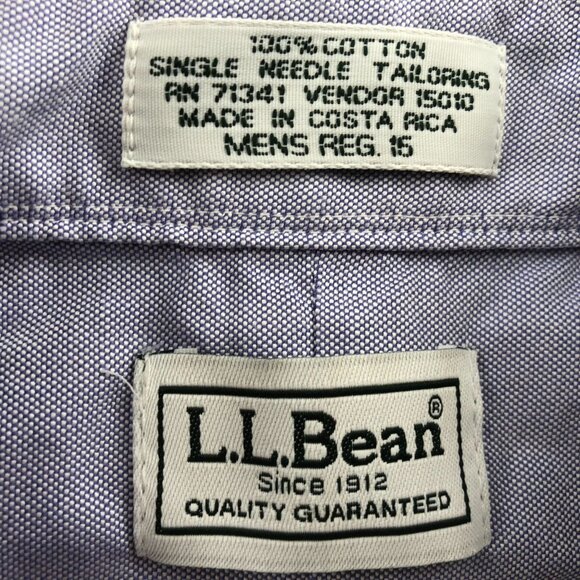 100% COTTON
SINGLE NEEDLE TAILORING
RN 71341 VENDOR 15010
MADE IN COSTA RICA
MENS REG. 15
L.L.Bean®
Since 1912
QUALITY GUARANTEED